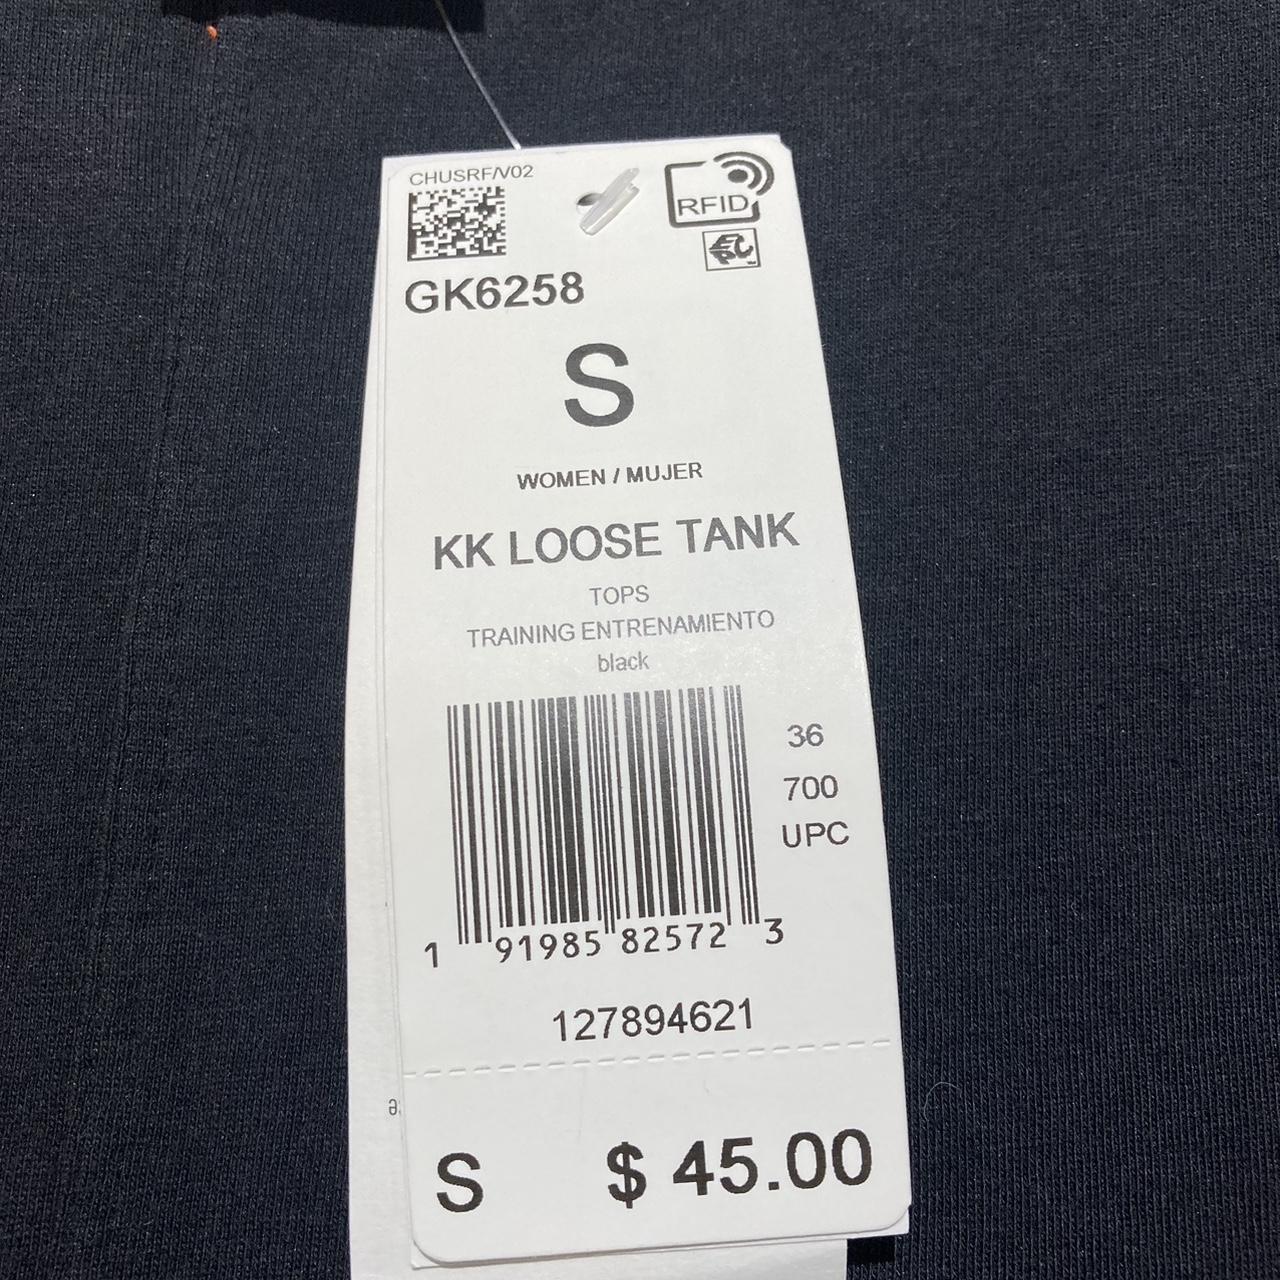 CHUSRF/V02
RFID
EPC
GK6258
S
WOMEN / MUJER
KK LOOSE TANK
TOPS
TRAINING ENTRENAMIENTO
black
36
700
UPC
1 91985 82572 3
127894621
S $ 45.00